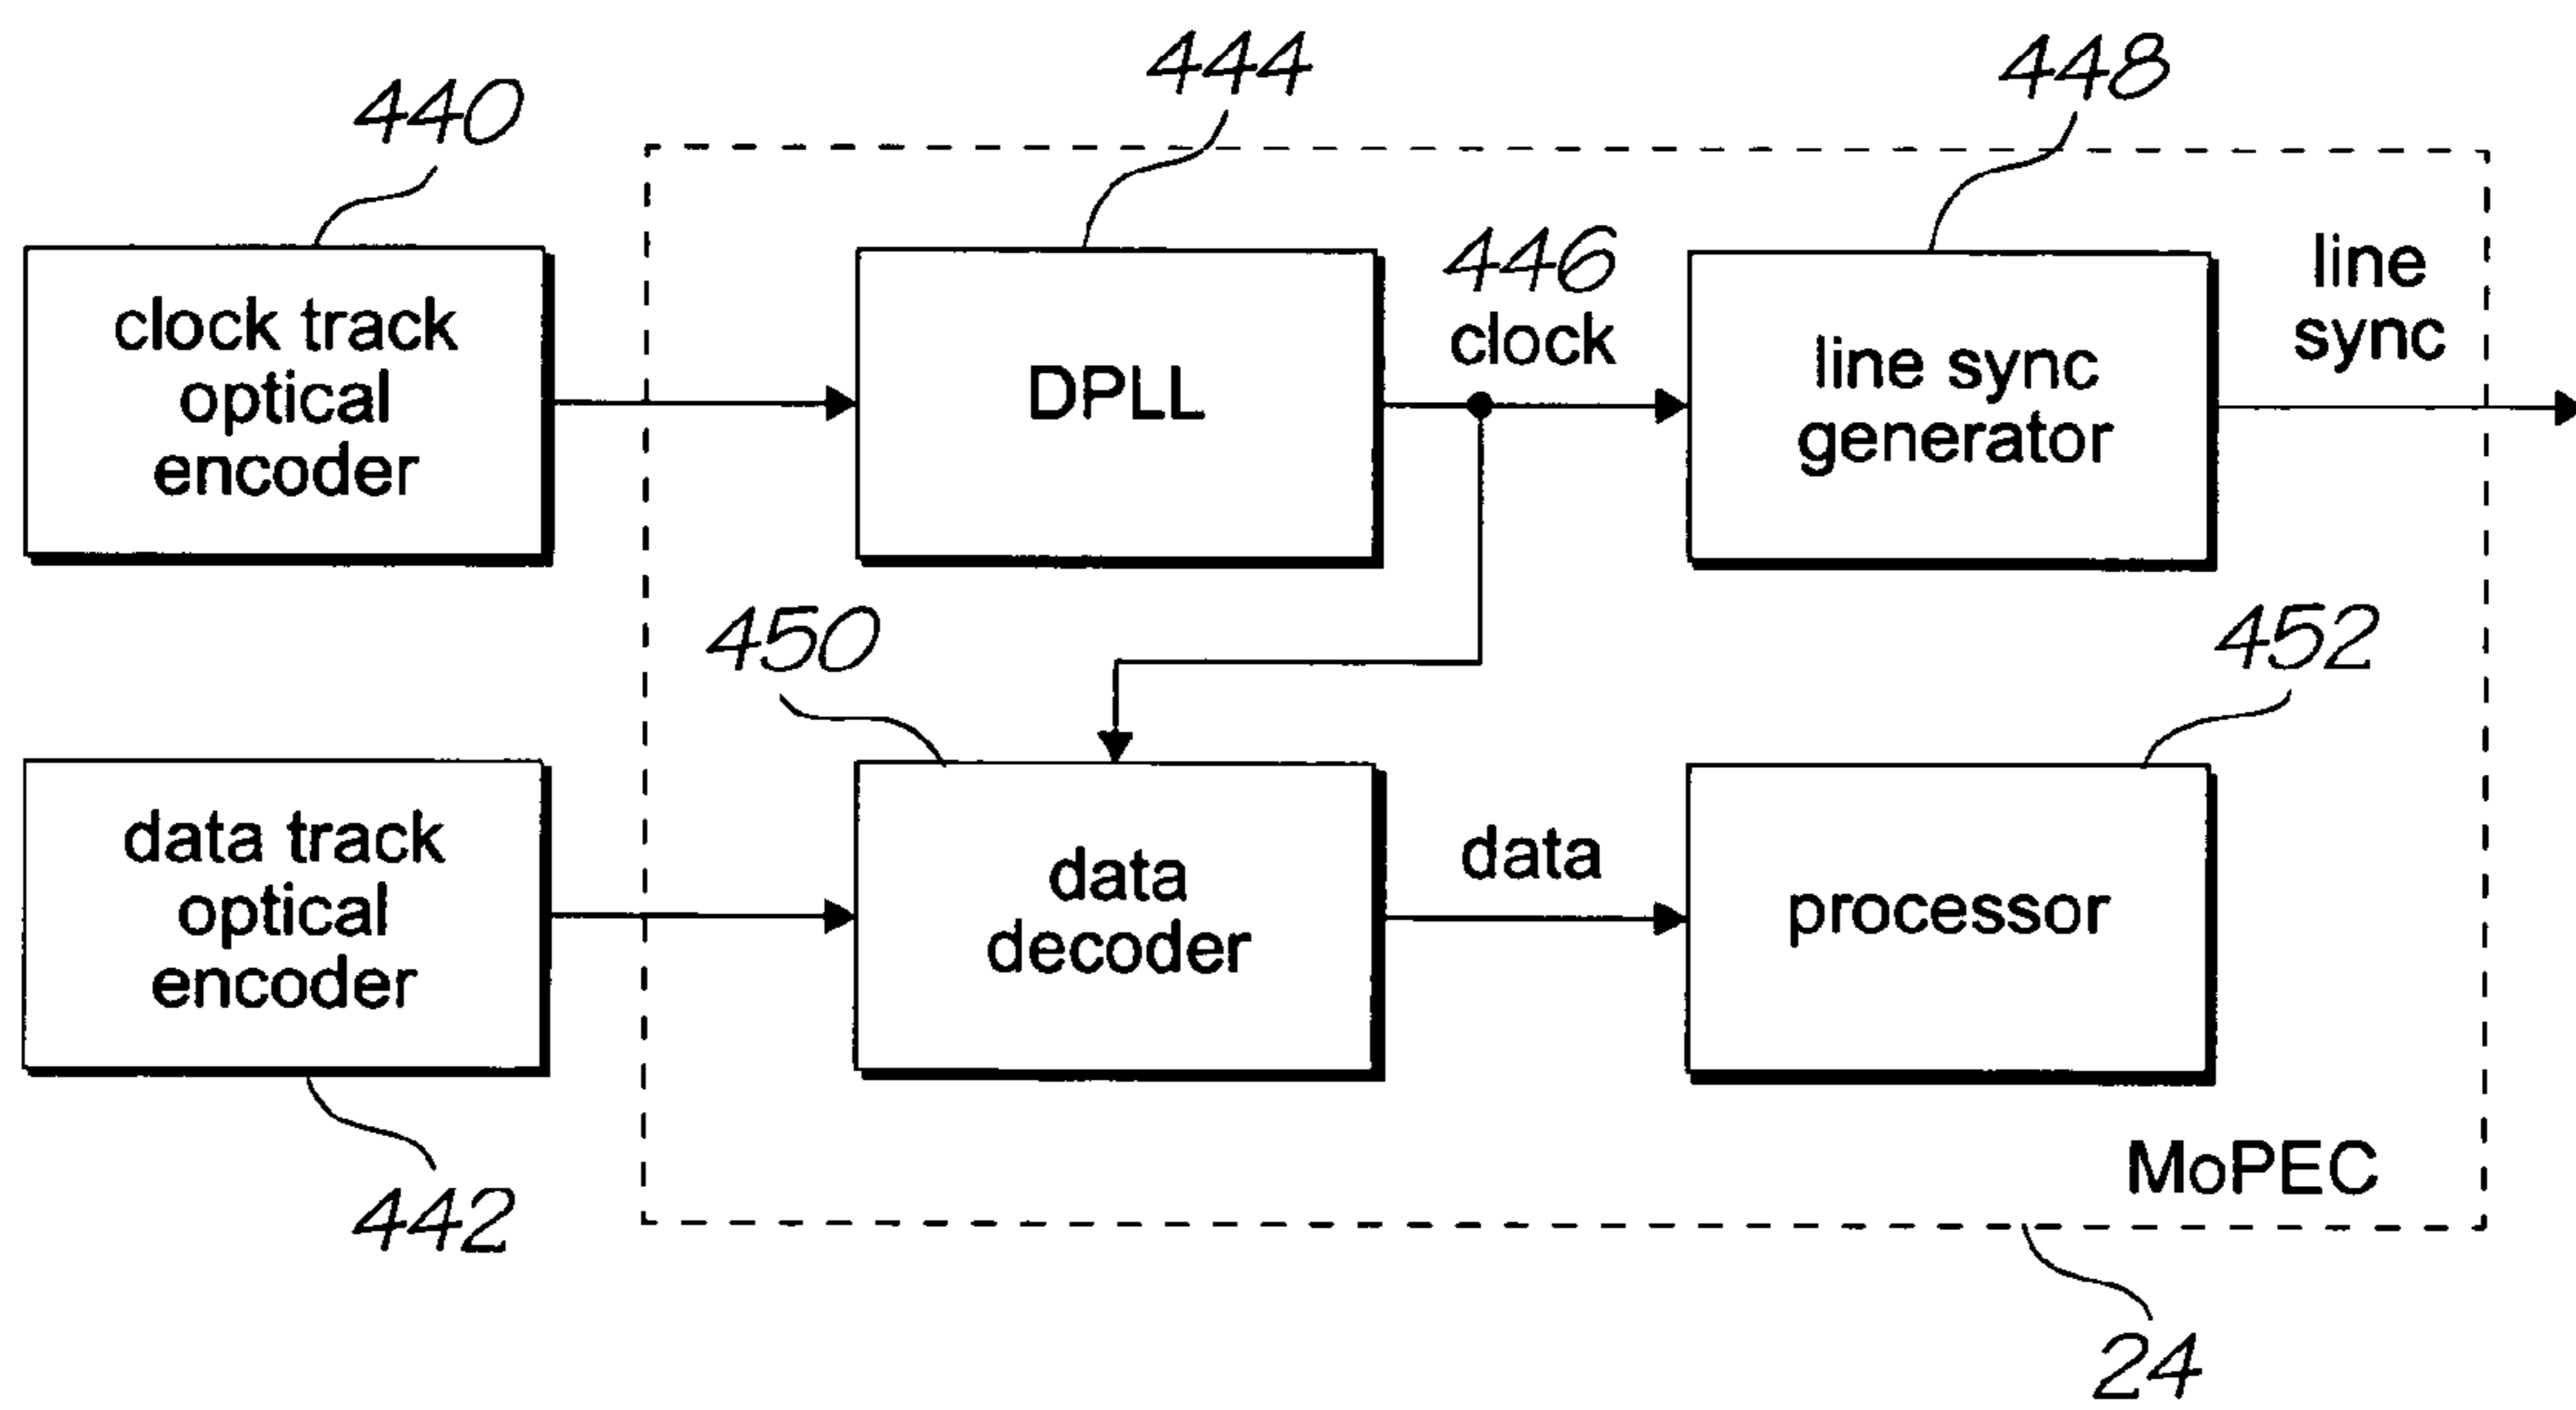 444
448
440
446
clock
line
sync
clock track
optical
encoder
DPLL
line sync
generator
450
452
data track
optical
encoder
data
decoder
data
processor
MoPEC
442
24